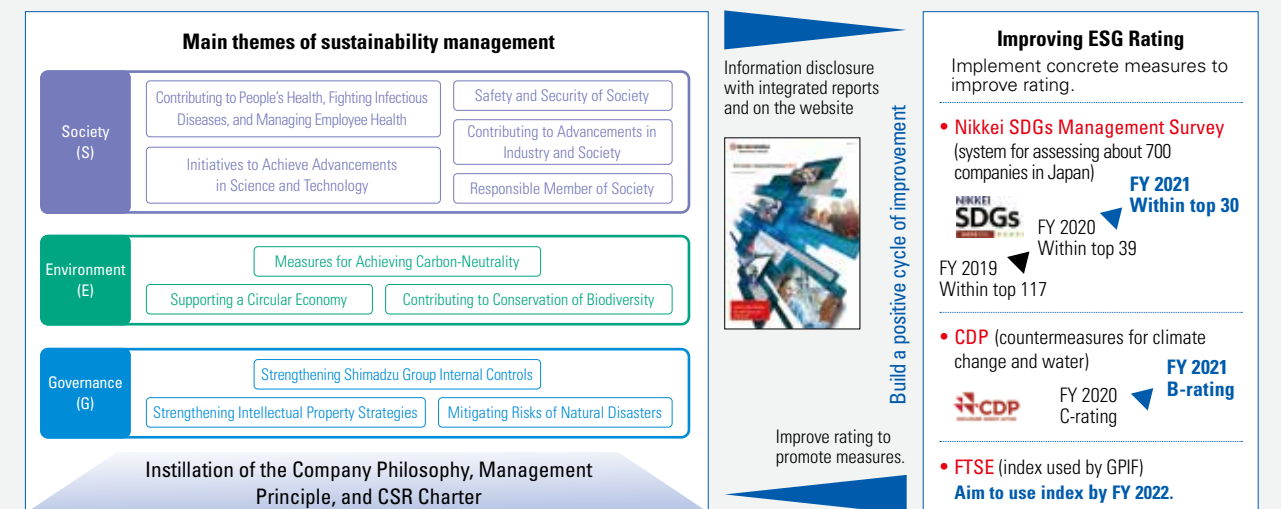 Main themes of sustainability management
Society
(S)
Contributing to People's Health, Fighting Infectious
Diseases, and Managing Employee Health
Initiatives to Achieve Advancements
in Science and Technology
Safety and Security of Society
Contributing to Advancements in
Industry and Society
Responsible Member of Society
Environment
(E)
Measures for Achieving Carbon-Neutrality
Supporting a Circular Economy
Contributing to Conservation of Biodiversity
Governance
(G)
Strengthening Shimadzu Group Internal Controls
Strengthening Intellectual Property Strategies
Mitigating Risks of Natural Disasters
Instillation of the Company Philosophy, Management
Principle, and CSR Charter
Information disclosure
with integrated reports
and on the website
Build a positive cycle of improvement
Improve rating to
promote measures.
Improving ESG Rating
Implement concrete measures to
improve rating.
• Nikkei SDGs Management Survey
(system for assessing about 700
companies in Japan)
FY 2021
Within top 30
NIKKEI
SDGs
FY 2020
Within top 39
FY 2019
Within top 117
• CDP (countermeasures for climate
change and water)
FY 2021
B-rating
CDP
FY 2020
C-rating
• FTSE (index used by GPIF)
Aim to use index by FY 2022.